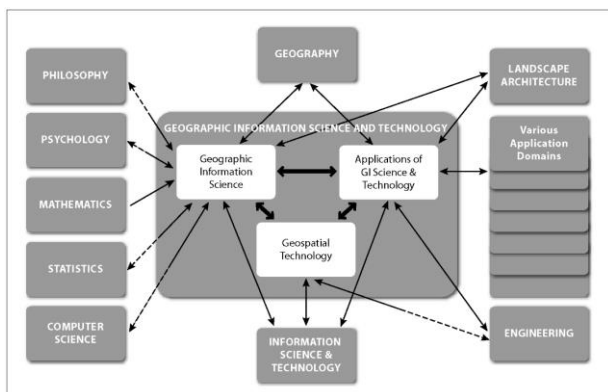 GEOGRAPHY
PHILOSOPHY
LANDSCAPE
ARCHITECTURE
PSYCHOLOGY
GEOGRAPHIC INFORMATION SCIENCE AND TECHNOLOGY
Various
Application
Domains
Geographic
Information
Science
Applications of
GI Science &
Technology
MATHEMATICS
Geospatial
Technology
STATISTICS
COMPUTER
SCIENCE
INFORMATION
SCIENCE &
TECHNOLOGY
ENGINEERING